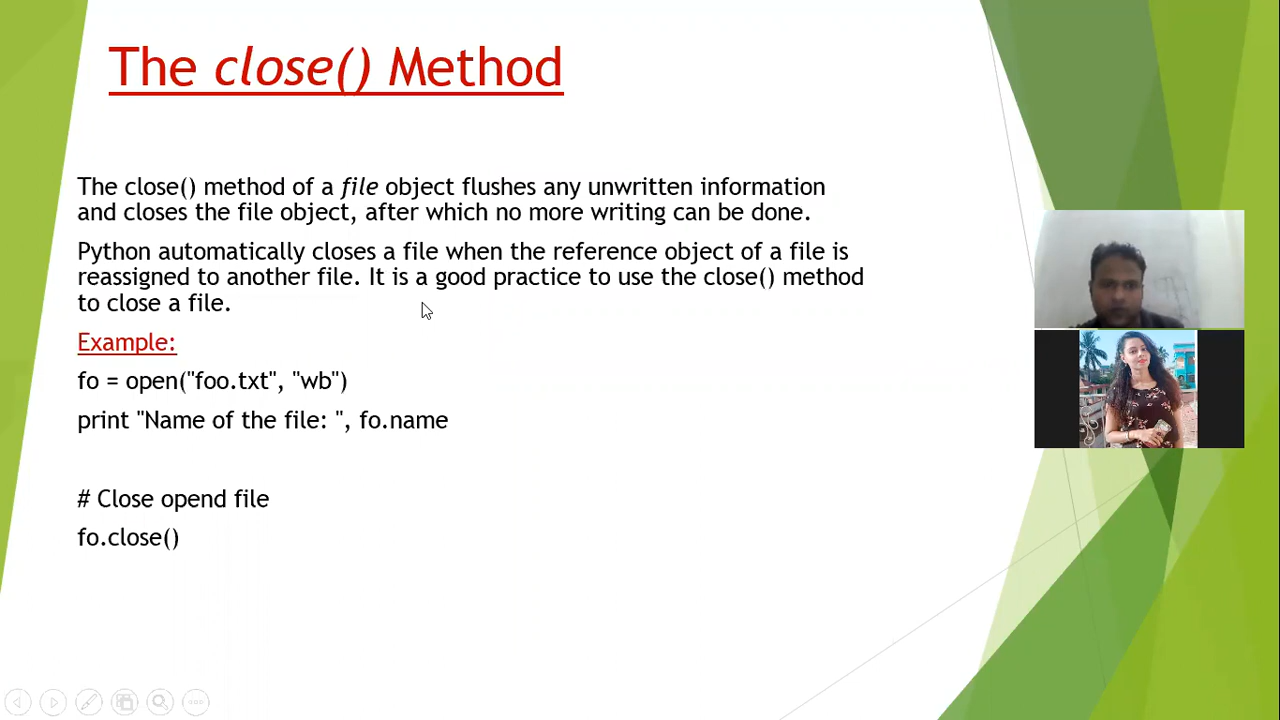 The close() Method
The close() method of a file object flushes any unwritten information
and closes the file object, after which no more writing can be done.
Python automatically closes a file when the reference object of a file is
reassigned to another file. It is a good practice to use the close() method
to close a file.
Example:
fo = open("foo.txt", "wb")
print "Name of the file: ", fo.name
# Close opend file
fo.close()